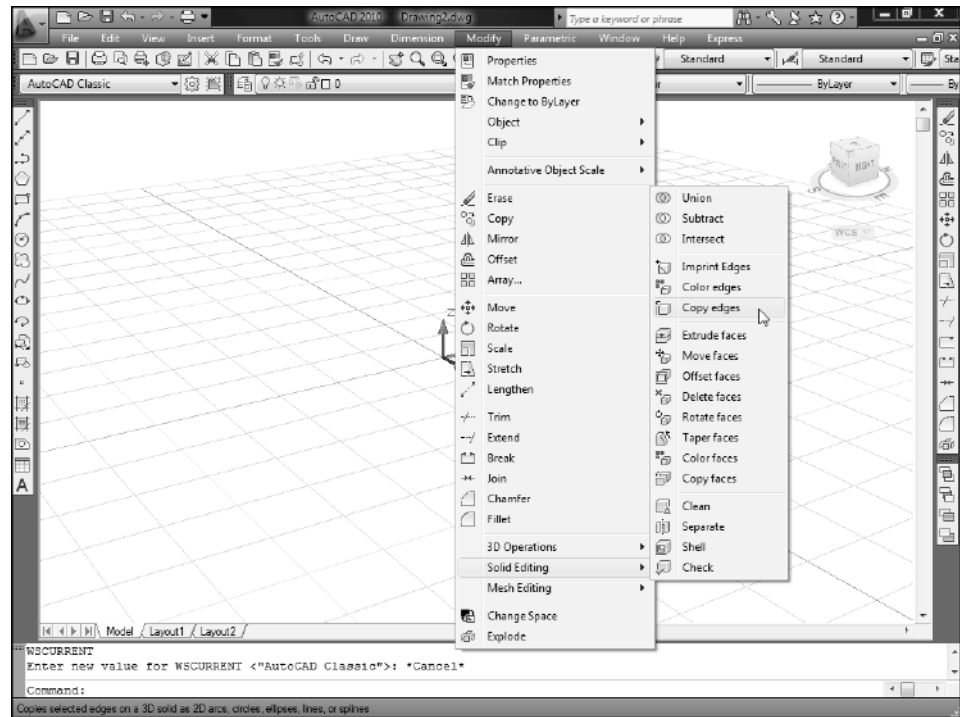 AutoCAD 2010 Drawing2.dwg
Type a keyword or phrase
File Edit View Insert Format Tools Draw Dimension Modify Parametric Window Help Express
Standard Standard Sta
AutoCAD Classic 0 ByLayer By
Properties
Match Properties
Change to ByLayer
Object
Clip
Annotative Object Scale
Erase
Copy
Mirror
Offset
Array...
Move
Rotate
Scale
Stretch
Lengthen
Trim
Extend
Break
Join
Chamfer
Fillet
3D Operations
Solid Editing
Mesh Editing
Change Space
Explode
Union
Subtract
Intersect
Imprint Edges
Color edges
Copy edges
Extrude faces
Move faces
Offset faces
Delete faces
Rotate faces
Taper faces
Color faces
Copy faces
Clean
Separate
Shell
Check
RIGHT
WCS
Z
A
Model Layout1 Layout2
WSCURRENT
Enter new value for WSCURRENT <"AutoCAD Classic">: *Cancel*
Command:
Copies selected edges on a 3D solid as 2D arcs, circles, ellipses, lines, or splines